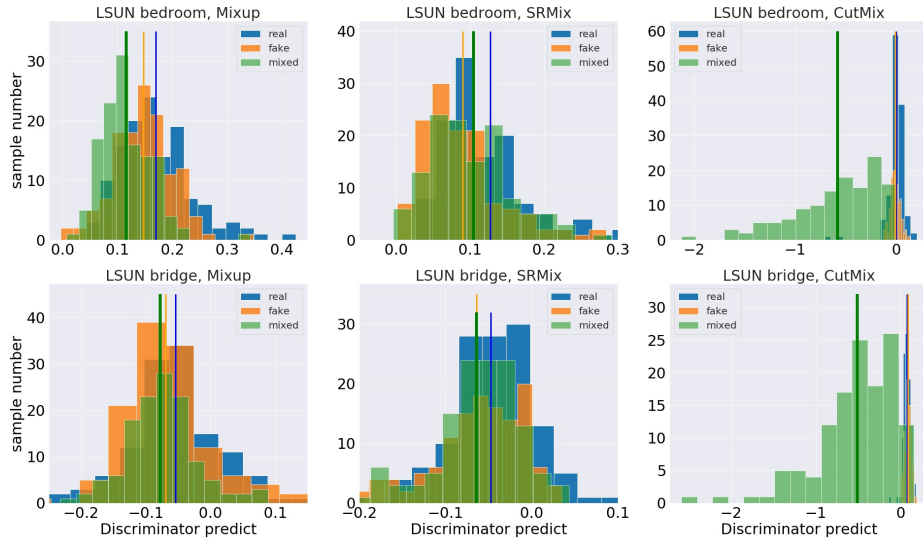 LSUN bedroom, Mixup
real
fake
mixed
sample number
30
20
10
0
0.0
0.1
0.2
0.3
0.4
LSUN bedroom, SRMix
real
fake
mixed
40
30
20
10
0
0.0
0.1
0.2
0.3
LSUN bedroom, CutMix
real
fake
mixed
60
50
40
30
20
10
0
−2
−1
0
LSUN bridge, Mixup
real
fake
mixed
sample number
40
30
20
10
0
−0.2
−0.1
0.0
0.1
Discriminator predict
LSUN bridge, SRMix
real
fake
mixed
30
20
10
0
−0.2
−0.1
0.0
0.1
Discriminator predict
LSUN bridge, CutMix
real
fake
mixed
30
25
20
15
10
5
0
−2
−1
0
Discriminator predict